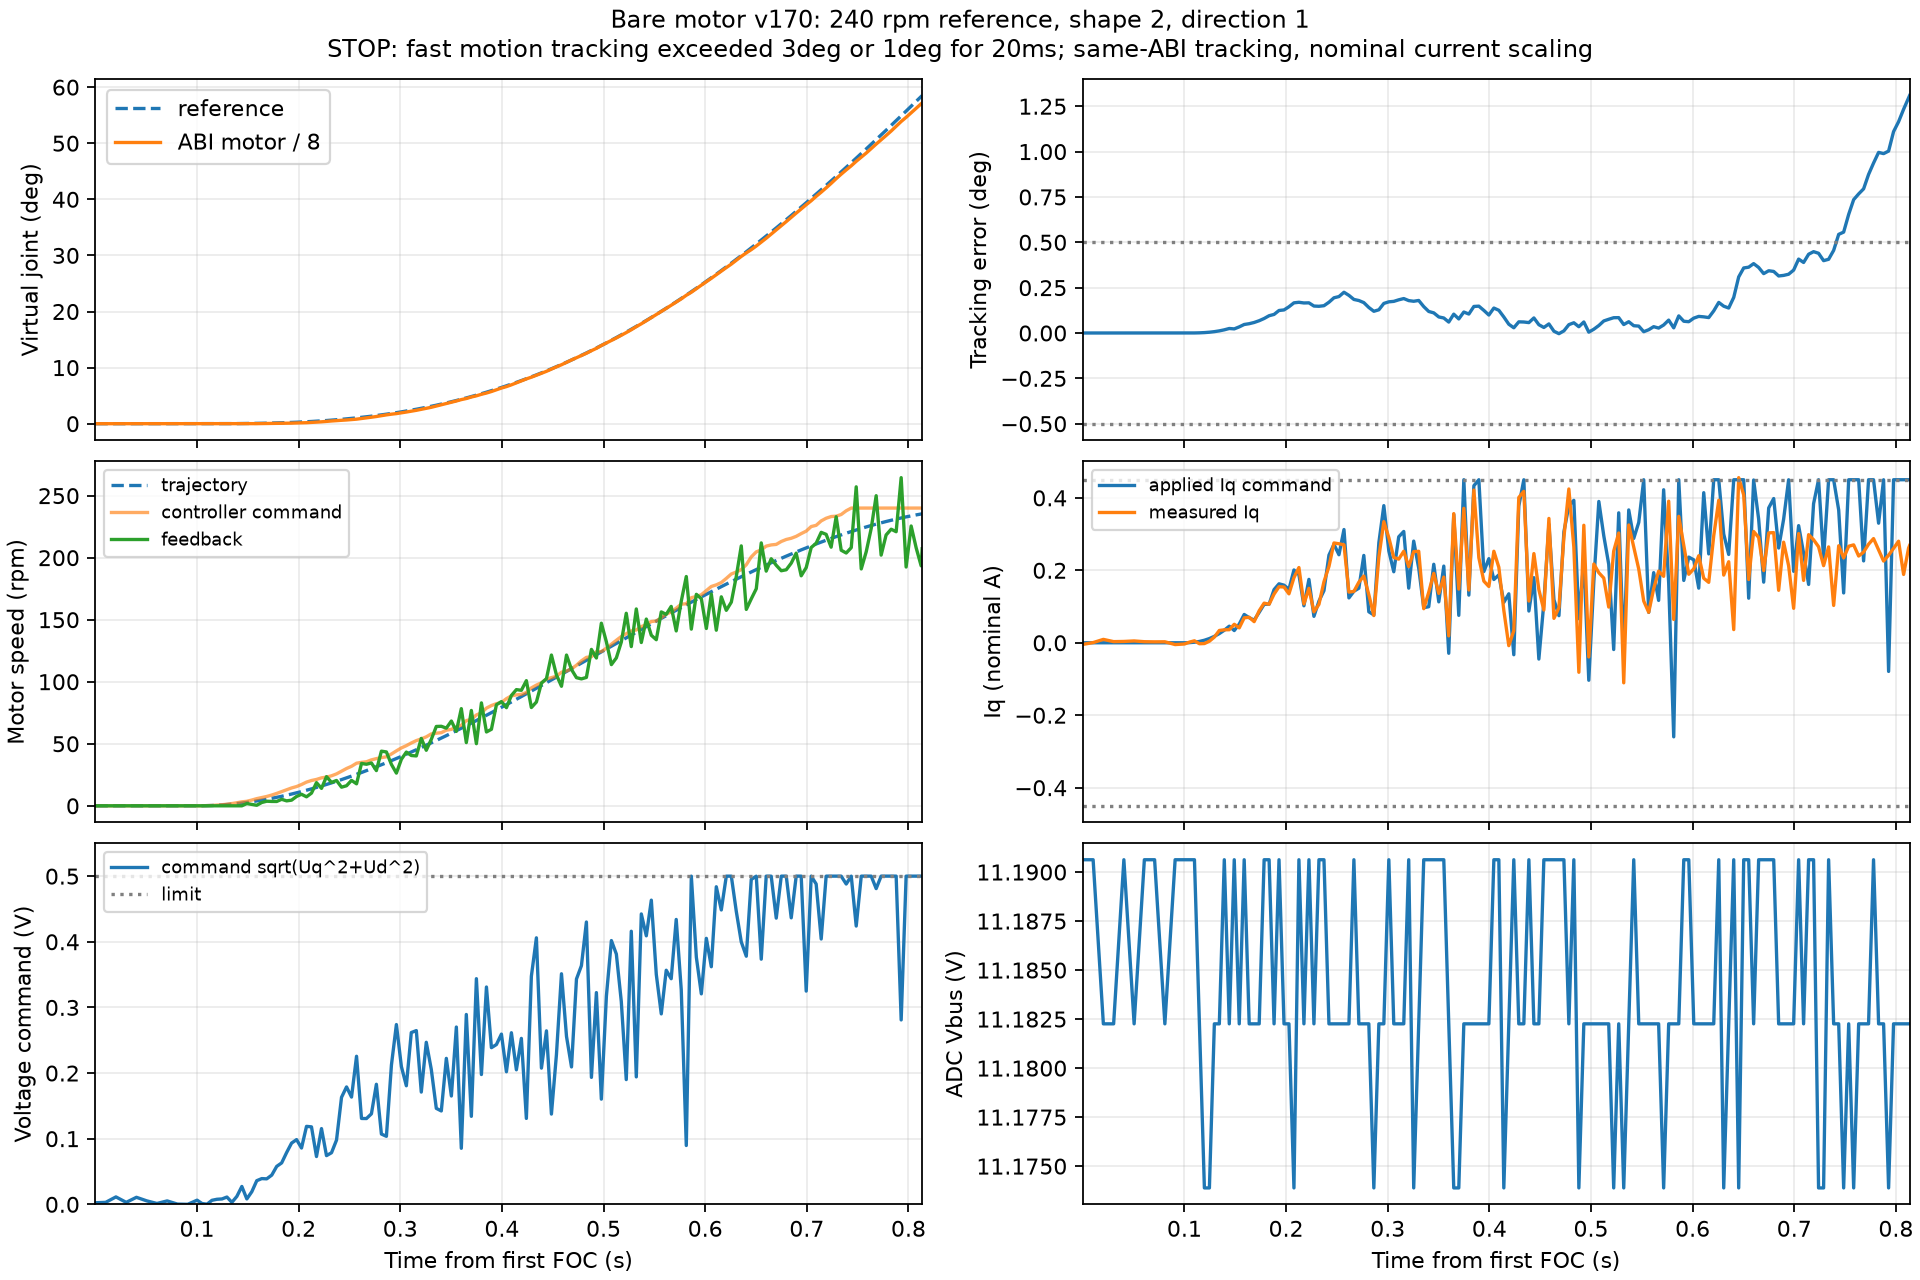 Bare motor v170: 240 rpm reference, shape 2, direction 1
STOP: fast motion tracking exceeded 3deg or 1deg for 20ms; same-ABI tracking, nominal current scaling
Virtual joint (deg)
60
50
40
30
20
10
0
reference
ABI motor / 8
Tracking error (deg)
1.25
1.00
0.75
0.50
0.25
0.00
−0.25
−0.50
Motor speed (rpm)
250
200
150
100
50
0
trajectory
controller command
feedback
Iq (nominal A)
0.4
0.2
0.0
−0.2
−0.4
applied Iq command
measured Iq
Voltage command (V)
0.5
0.4
0.3
0.2
0.1
0.0
command sqrt(Uq^2+Ud^2)
limit
0.1 0.2 0.3 0.4 0.5 0.6 0.7 0.8
Time from first FOC (s)
ADC Vbus (V)
11.1900
11.1875
11.1850
11.1825
11.1800
11.1775
11.1750
0.1 0.2 0.3 0.4 0.5 0.6 0.7 0.8
Time from first FOC (s)